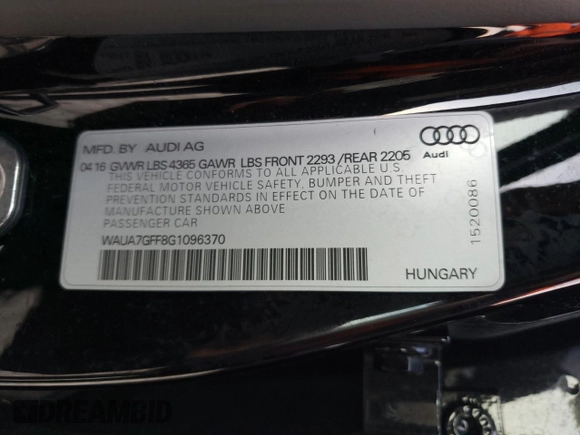 MFD. BY AUDI AG
04 16 GVWR LBS 4365 GAWR LBS FRONT 2293 /REAR 2205
THIS VEHICLE CONFORMS TO ALL APPLICABLE U.S.
FEDERAL MOTOR VEHICLE SAFETY, BUMPER AND THEFT
PREVENTION STANDARDS IN EFFECT ON THE DATE OF
MANUFACTURE SHOWN ABOVE
PASSENGER CAR
WAUA7GFF8G1096370
HUNGARY
Audi
1520086
DREAMBID